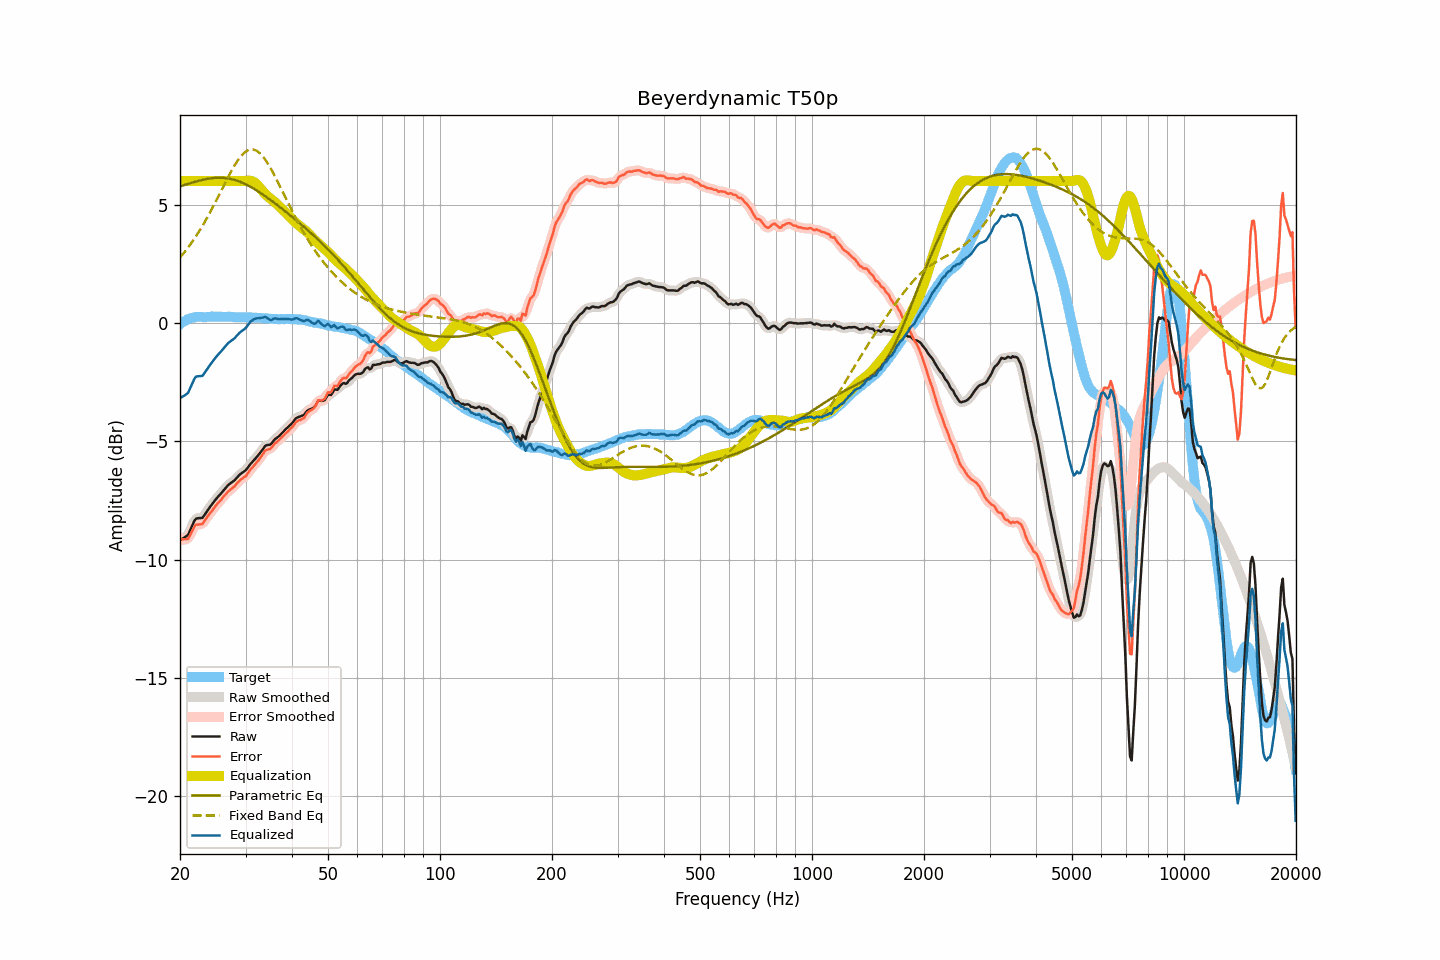 Beyerdynamic T50p
Amplitude (dBr)
5
0
−5
−10
−15
−20
Target
Raw Smoothed
Error Smoothed
Raw
Error
Equalization
Parametric Eq
Fixed Band Eq
Equalized
20 50 100 200 500 1000 2000 5000 10000 20000
Frequency (Hz)